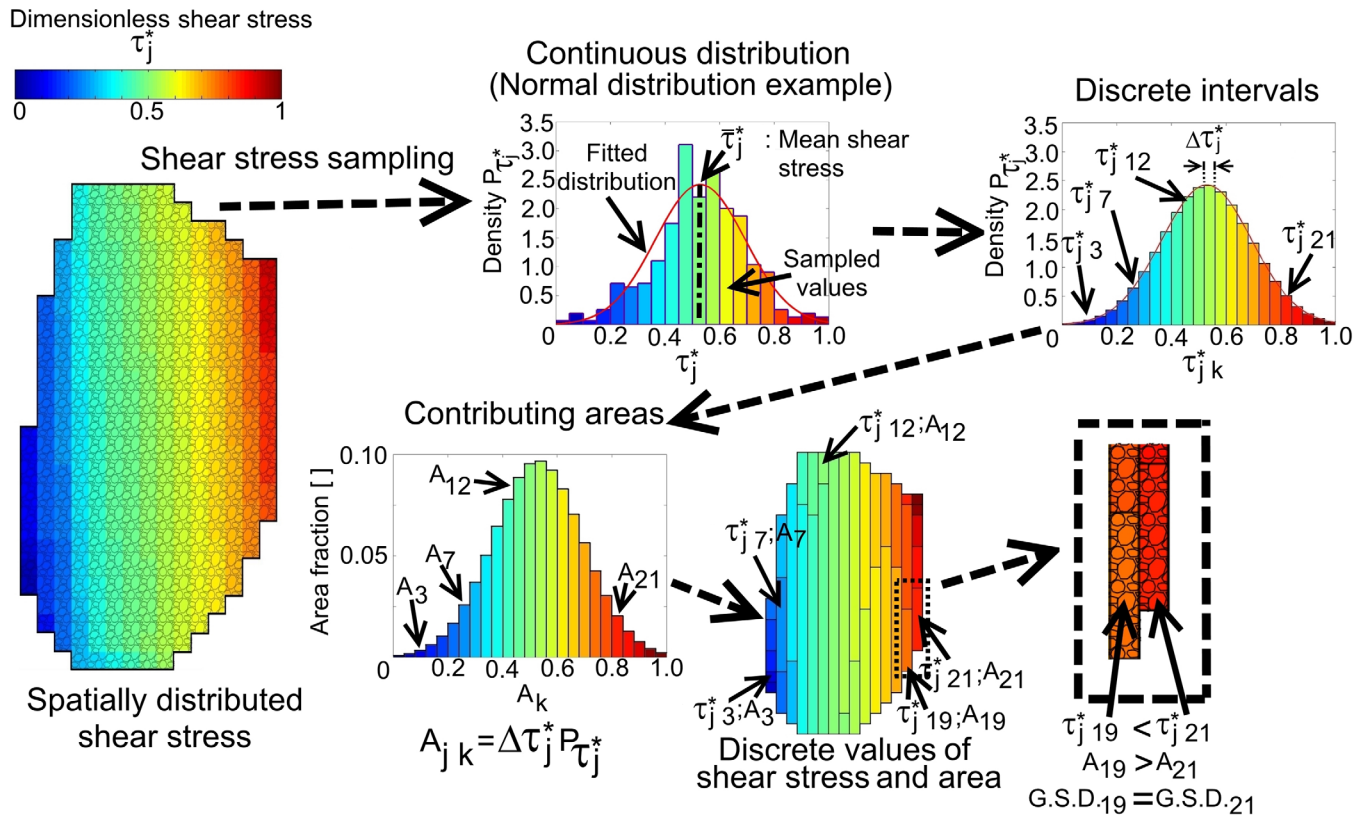 Dimensionless shear stress
τ*j
0 0.5 1
Shear stress sampling
Spatially distributed
shear stress
Continuous distribution
(Normal distribution example)
Density Pτ*j
3.5
3.0
2.5
2.0
1.5
1.0
0.5
Fitted
distribution
τ̄*j : Mean shear
stress
Sampled
values
0 0.2 0.4 0.6 0.8 1.0
τ*j
Discrete intervals
Density Pτ*j
3.5
3.0
2.5
2.0
1.5
1.0
0.5
Δτ*j
τ*j 12
τ*j 7
τ*j 3
τ*j 21
0.2 0.4 0.6 0.8 1.0
τ*j k
Contributing areas
Area fraction [ ]
0.10
0.05
A12
A7
A3
A21
0.2 0.4 0.6 0.8 1.0
Ak
Aj k=Δτ*jPτ*j
τ*j 12;A12
τ*j 7;A7
τ*j 3;A3
τ*j 21;A21
τ*j 19;A19
Discrete values of
shear stress and area
τ*j 19 < τ*j 21
A19 >A21
G.S.D.19=G.S.D.21